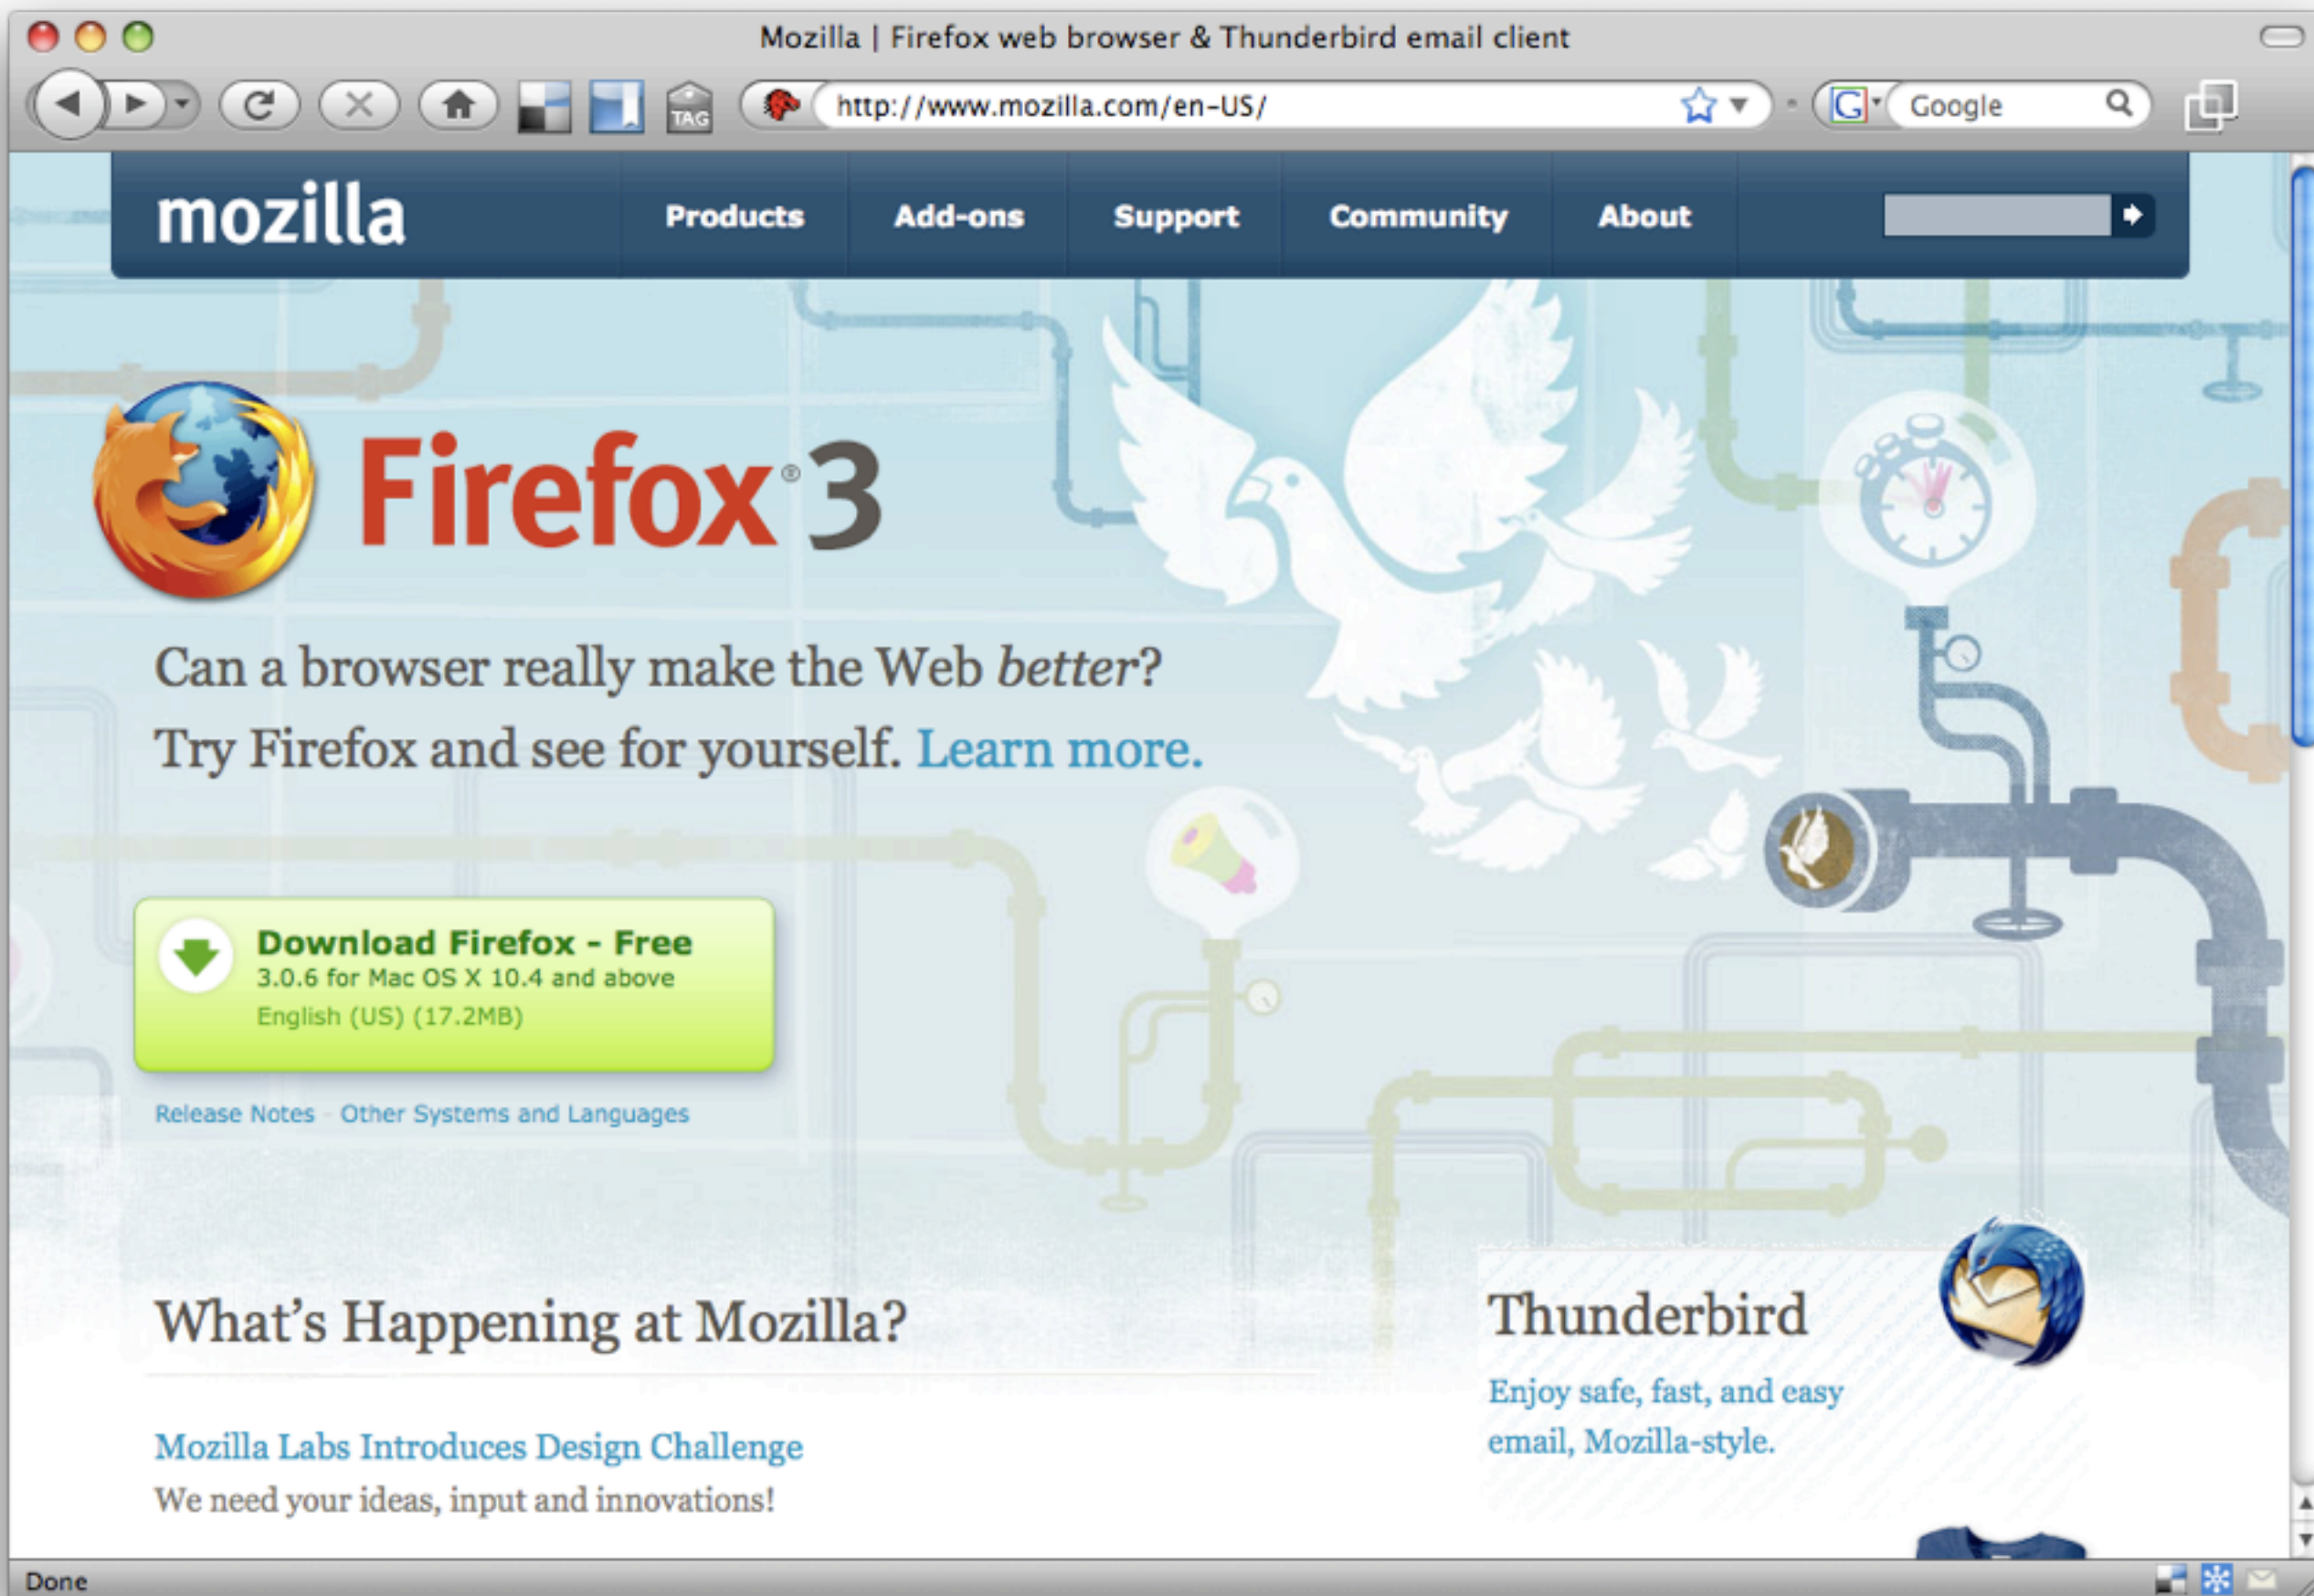 Mozilla | Firefox web browser & Thunderbird email client
TAG
http://www.mozilla.com/en-US/
G
Google
mozilla
Products
Add-ons
Support
Community
About
Firefox® 3
Can a browser really make the Web better?
Try Firefox and see for yourself. Learn more.
Download Firefox - Free
3.0.6 for Mac OS X 10.4 and above
English (US) (17.2MB)
Release Notes - Other Systems and Languages
What's Happening at Mozilla?
Mozilla Labs Introduces Design Challenge
We need your ideas, input and innovations!
Thunderbird
Enjoy safe, fast, and easy
email, Mozilla-style.
Done